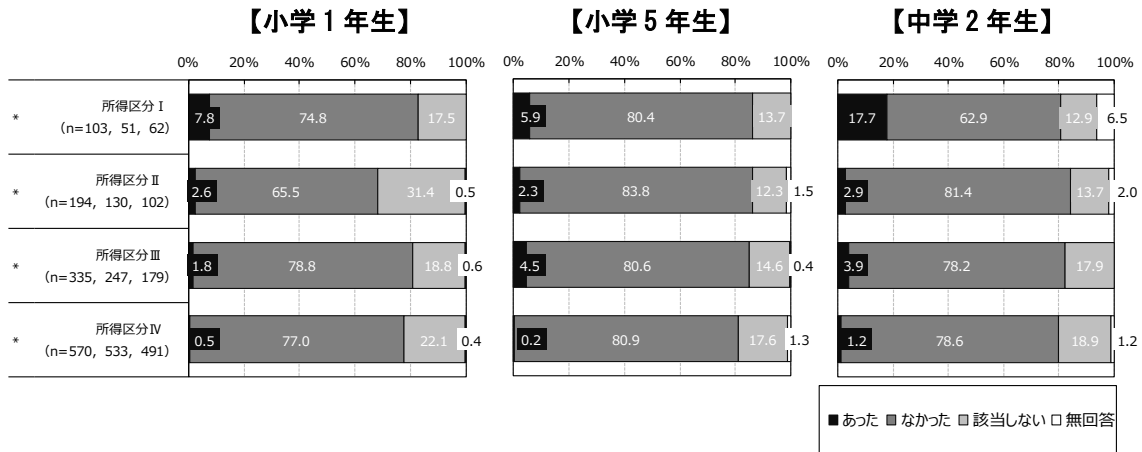 【小学1年生】 【小学5年生】 【中学2年生】
0% 20% 40% 60% 80% 100% 0% 20% 40% 60% 80% 100% 0% 20% 40% 60% 80% 100%
* 所得区分Ⅰ
(n=103, 51, 62)
7.8 74.8 17.5 5.9 80.4 13.7 17.7 62.9 12.9 6.5
* 所得区分Ⅱ
(n=194, 130, 102)
2.6 65.5 31.4 0.5 2.3 83.8 12.3 1.5 2.9 81.4 13.7 2.0
* 所得区分Ⅲ
(n=335, 247, 179)
1.8 78.8 18.8 0.6 4.5 80.6 14.6 0.4 3.9 78.2 17.9
* 所得区分Ⅳ
(n=570, 533, 491)
0.5 77.0 22.1 0.4 0.2 80.9 17.6 1.3 1.2 78.6 18.9 1.2
あった なかった 該当しない 無回答